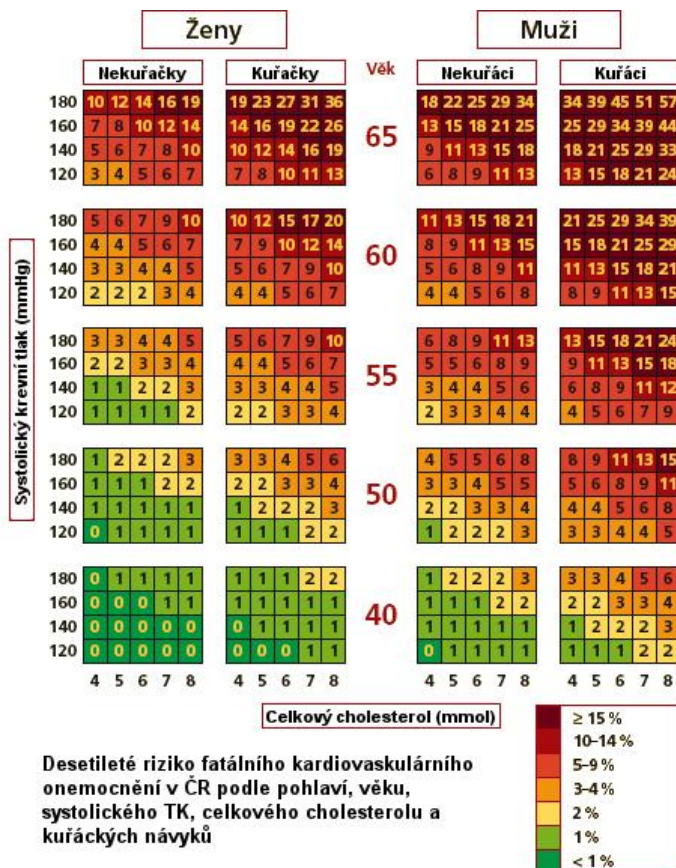 Ženy Muži
Nekuřačky Kuřačky Věk Nekuřáci Kuřáci
180 10 12 14 16 19 19 23 27 31 36 18 22 25 29 34 34 39 45 51 57
160 7 8 10 12 14 14 16 19 22 26 13 15 18 21 25 25 29 34 39 44
65
140 5 6 7 8 10 10 12 14 16 19 9 11 13 15 18 18 21 25 29 33
120 3 4 5 6 7 7 8 10 11 13 6 8 9 11 13 13 15 18 21 24
180 5 6 7 9 10 10 12 15 17 20 11 13 15 18 21 21 25 29 34 39
160 4 4 5 6 7 7 9 10 12 14 8 9 11 13 15 15 18 21 25 29
60
140 3 3 4 4 5 5 6 7 9 10 5 6 8 9 11 11 13 15 18 21
120 2 2 2 3 4 4 4 5 6 7 4 4 5 6 8 8 9 11 13 15
Systolický krevní tlak (mmHg)
180 3 3 4 4 5 5 6 7 9 10 6 8 9 11 13 13 15 18 21 24
160 2 2 3 3 4 4 4 5 6 7 5 5 6 8 9 9 11 13 15 18
55
140 1 1 2 2 3 3 3 4 4 5 3 4 4 5 6 6 8 9 11 12
120 1 1 1 1 2 2 2 3 3 4 2 3 3 4 4 4 5 6 7 9
180 1 2 2 2 3 3 3 4 5 6 4 5 5 6 8 8 9 11 13 15
160 1 1 1 2 2 2 2 3 3 4 3 3 4 5 5 5 6 8 9 11
50
140 1 1 1 1 1 1 2 2 2 3 2 2 3 3 4 4 4 5 6 8
120 0 1 1 1 1 1 1 1 2 2 1 2 2 2 3 3 3 4 4 5
180 0 1 1 1 1 1 1 1 2 2 1 2 2 2 3 3 3 4 5 6
160 0 0 0 1 1 1 1 1 1 1 1 1 1 2 2 2 2 3 3 4
40
140 0 0 0 0 0 0 1 1 1 1 1 1 1 1 1 1 2 2 2 3
120 0 0 0 0 0 0 0 0 1 1 0 1 1 1 1 1 1 1 2 2
4 5 6 7 8 4 5 6 7 8 4 5 6 7 8 4 5 6 7 8
Celkový cholesterol (mmol)
Desetileté riziko fatálního kardiovaskulárního
onemocnění v ČR podle pohlaví, věku,
systolického TK, celkového cholesterolu a
kuřáckých návyků
≥ 15 %
10–14 %
5–9 %
3–4 %
2 %
1 %
< 1 %